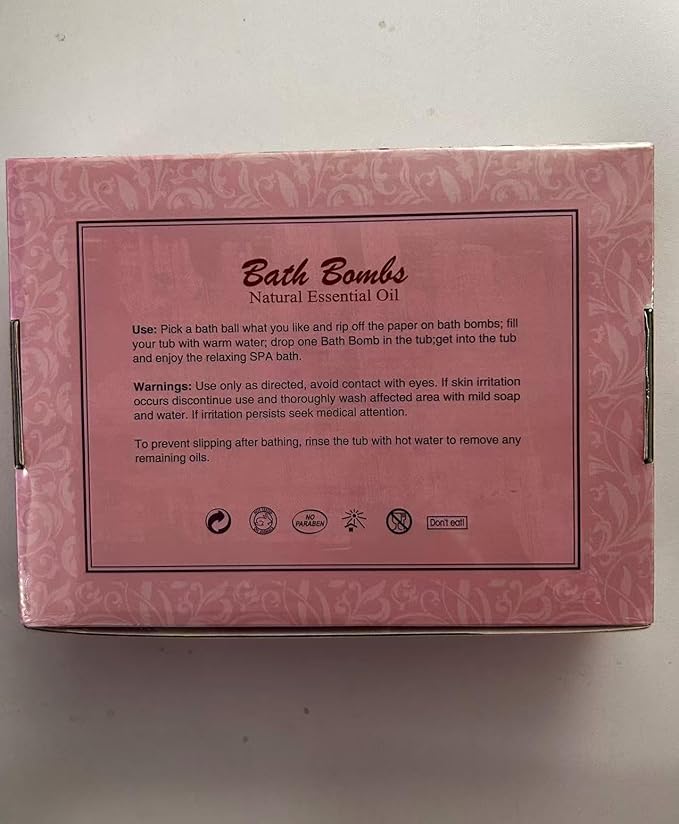 Bath Bombs
Natural Essential Oil
Use: Pick a bath ball what you like and rip off the paper on bath bombs; fill
your tub with warm water; drop one Bath Bomb in the tub;get into the tub
and enjoy the relaxing SPA bath.
Warnings: Use only as directed, avoid contact with eyes. If skin irritation
occurs discontinue use and thoroughly wash affected area with mild soap
and water. If irritation persists seek medical attention.
To prevent slipping after bathing, rinse the tub with hot water to remove any
remaining oils.
NO
PARABEN
Don't eat!